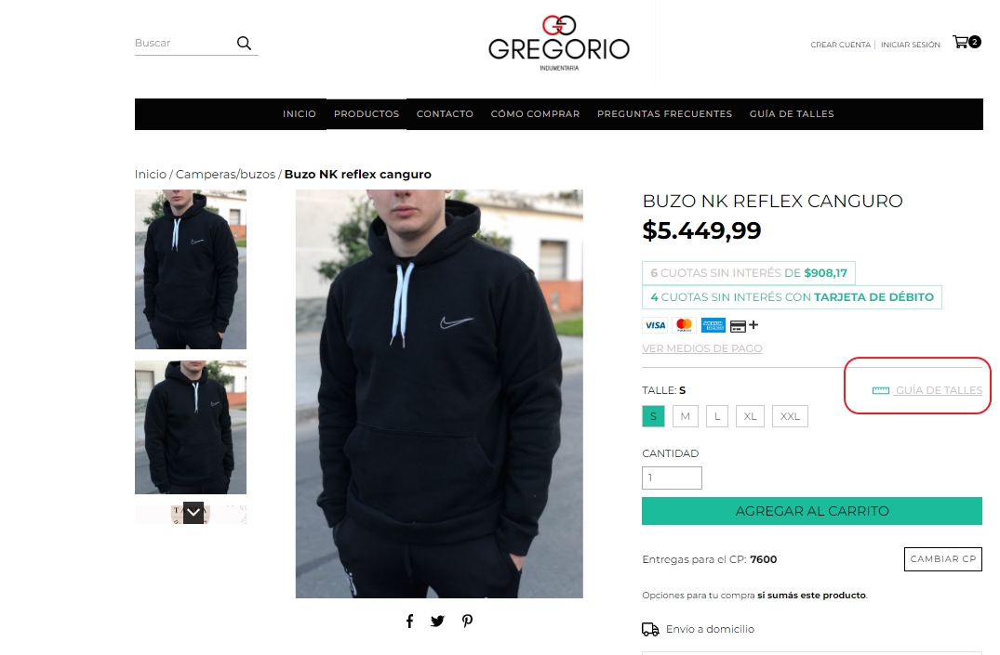 Buscar
GREGORIO
INDUMENTARIA
CREAR CUENTA | INICIAR SESIÓN
2
INICIO PRODUCTOS CONTACTO CÓMO COMPRAR PREGUNTAS FRECUENTES GUÍA DE TALLES
Inicio / Camperas/buzos / Buzo NK reflex canguro
BUZO NK REFLEX CANGURO
$5.449,99
6 CUOTAS SIN INTERÉS DE $908,17
4 CUOTAS SIN INTERÉS CON TARJETA DE DÉBITO
VISA
VER MEDIOS DE PAGO
TALLE: S
GUÍA DE TALLES
S M L XL XXL
CANTIDAD
1
AGREGAR AL CARRITO
Entregas para el CP: 7600
CAMBIAR CP
Opciones para tu compra si sumás este producto.
Envío a domicilio